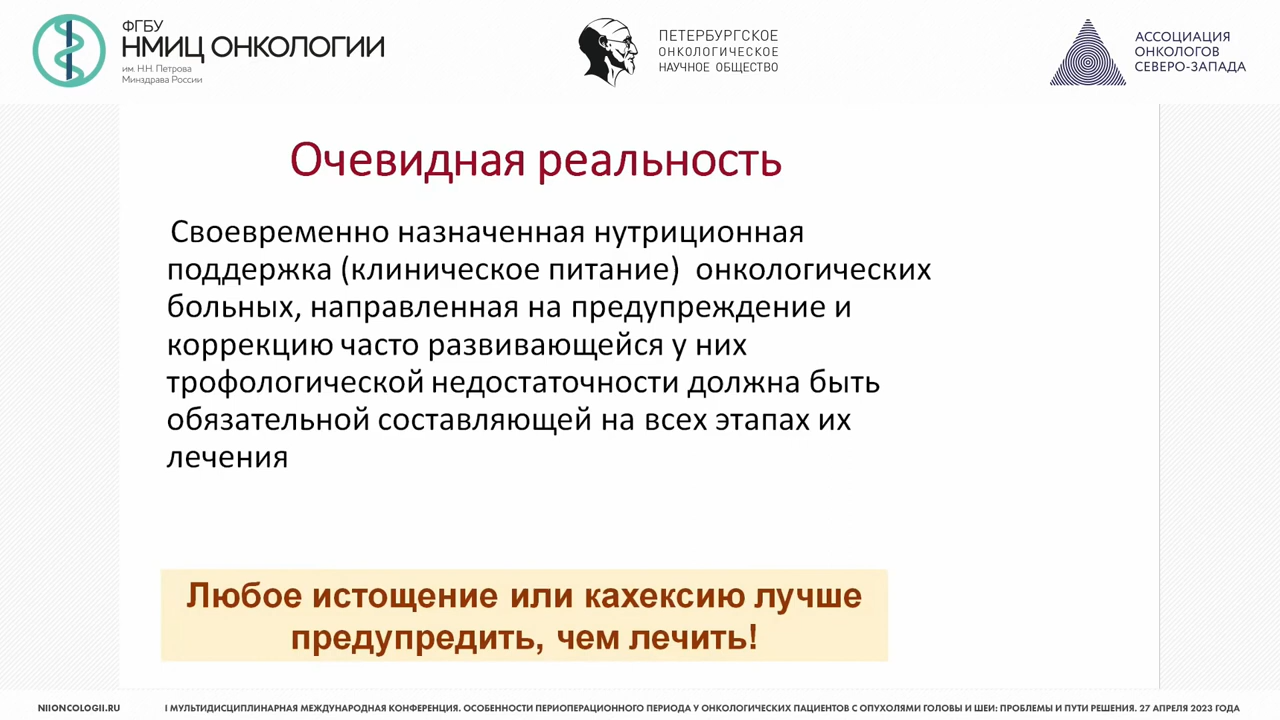 ФГБУ
НМИЦ ОНКОЛОГИИ
им. Н.Н. Петрова
Минздрава России
ПЕТЕРБУРГСКОЕ
ОНКОЛОГИЧЕСКОЕ
НАУЧНОЕ ОБЩЕСТВО
АССОЦИАЦИЯ
ОНКОЛОГОВ
СЕВЕРО-ЗАПАДА
Очевидная реальность
Своевременно назначенная нутриционная
поддержка (клиническое питание) онкологических
больных, направленная на предупреждение и
коррекцию часто развивающейся у них
трофологической недостаточности должна быть
обязательной составляющей на всех этапах их
лечения
Любое истощение или кахексию лучше
предупредить, чем лечить!
NIIONCOLOGII.RU
I МУЛЬТИДИСЦИПЛИНАРНАЯ МЕЖДУНАРОДНАЯ КОНФЕРЕНЦИЯ. ОСОБЕННОСТИ ПЕРИОПЕРАЦИОННОГО ПЕРИОДА У ОНКОЛОГИЧЕСКИХ ПАЦИЕНТОВ С ОПУХОЛЯМИ ГОЛОВЫ И ШЕИ: ПРОБЛЕМЫ И ПУТИ РЕШЕНИЯ. 27 АПРЕЛЯ 2023 ГОДА